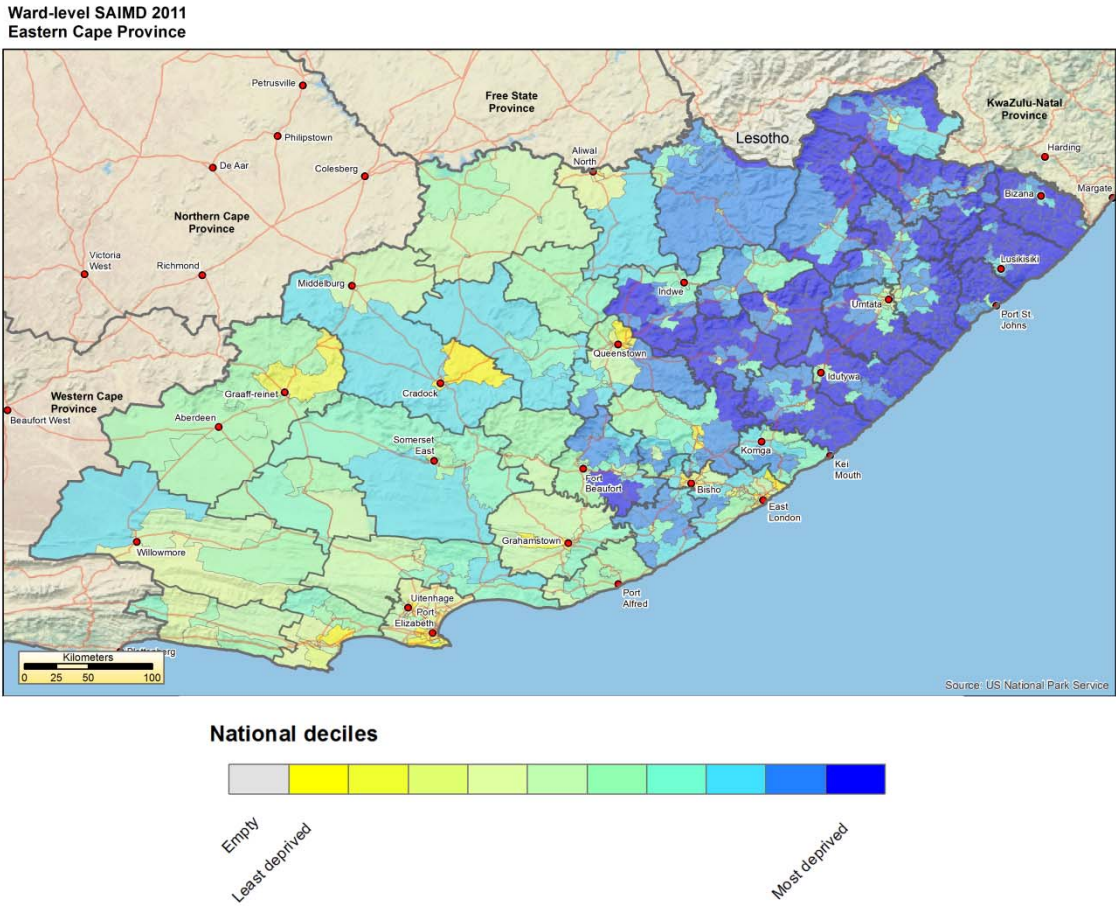 Ward-level SAIMD 2011
Eastern Cape Province
Petrusville
Free State
Province
KwaZulu-Natal
Province
Philipstown
Lesotho
Aliwal
North
Harding
De Aar
Colesberg
Bizana
Margate
Northern Cape
Province
Victoria
West
Richmond
Lusikisiki
Middelburg
Indwe
Umtata
Port St
Johns
Queenstown
Idutywa
Western Cape
Province
Graaff-reinet
Cradock
Beaufort West
Aberdeen
Somerset
East
Komga
Kei
Mouth
Fort
Beaufort
Bisho
East
London
Willowmore
Grahamstown
Uitenhage
Port
Elizabeth
Port
Alfred
Kilometers
0 25 50 100
Source: US National Park Service
National deciles
Empty
Least deprived
Most deprived